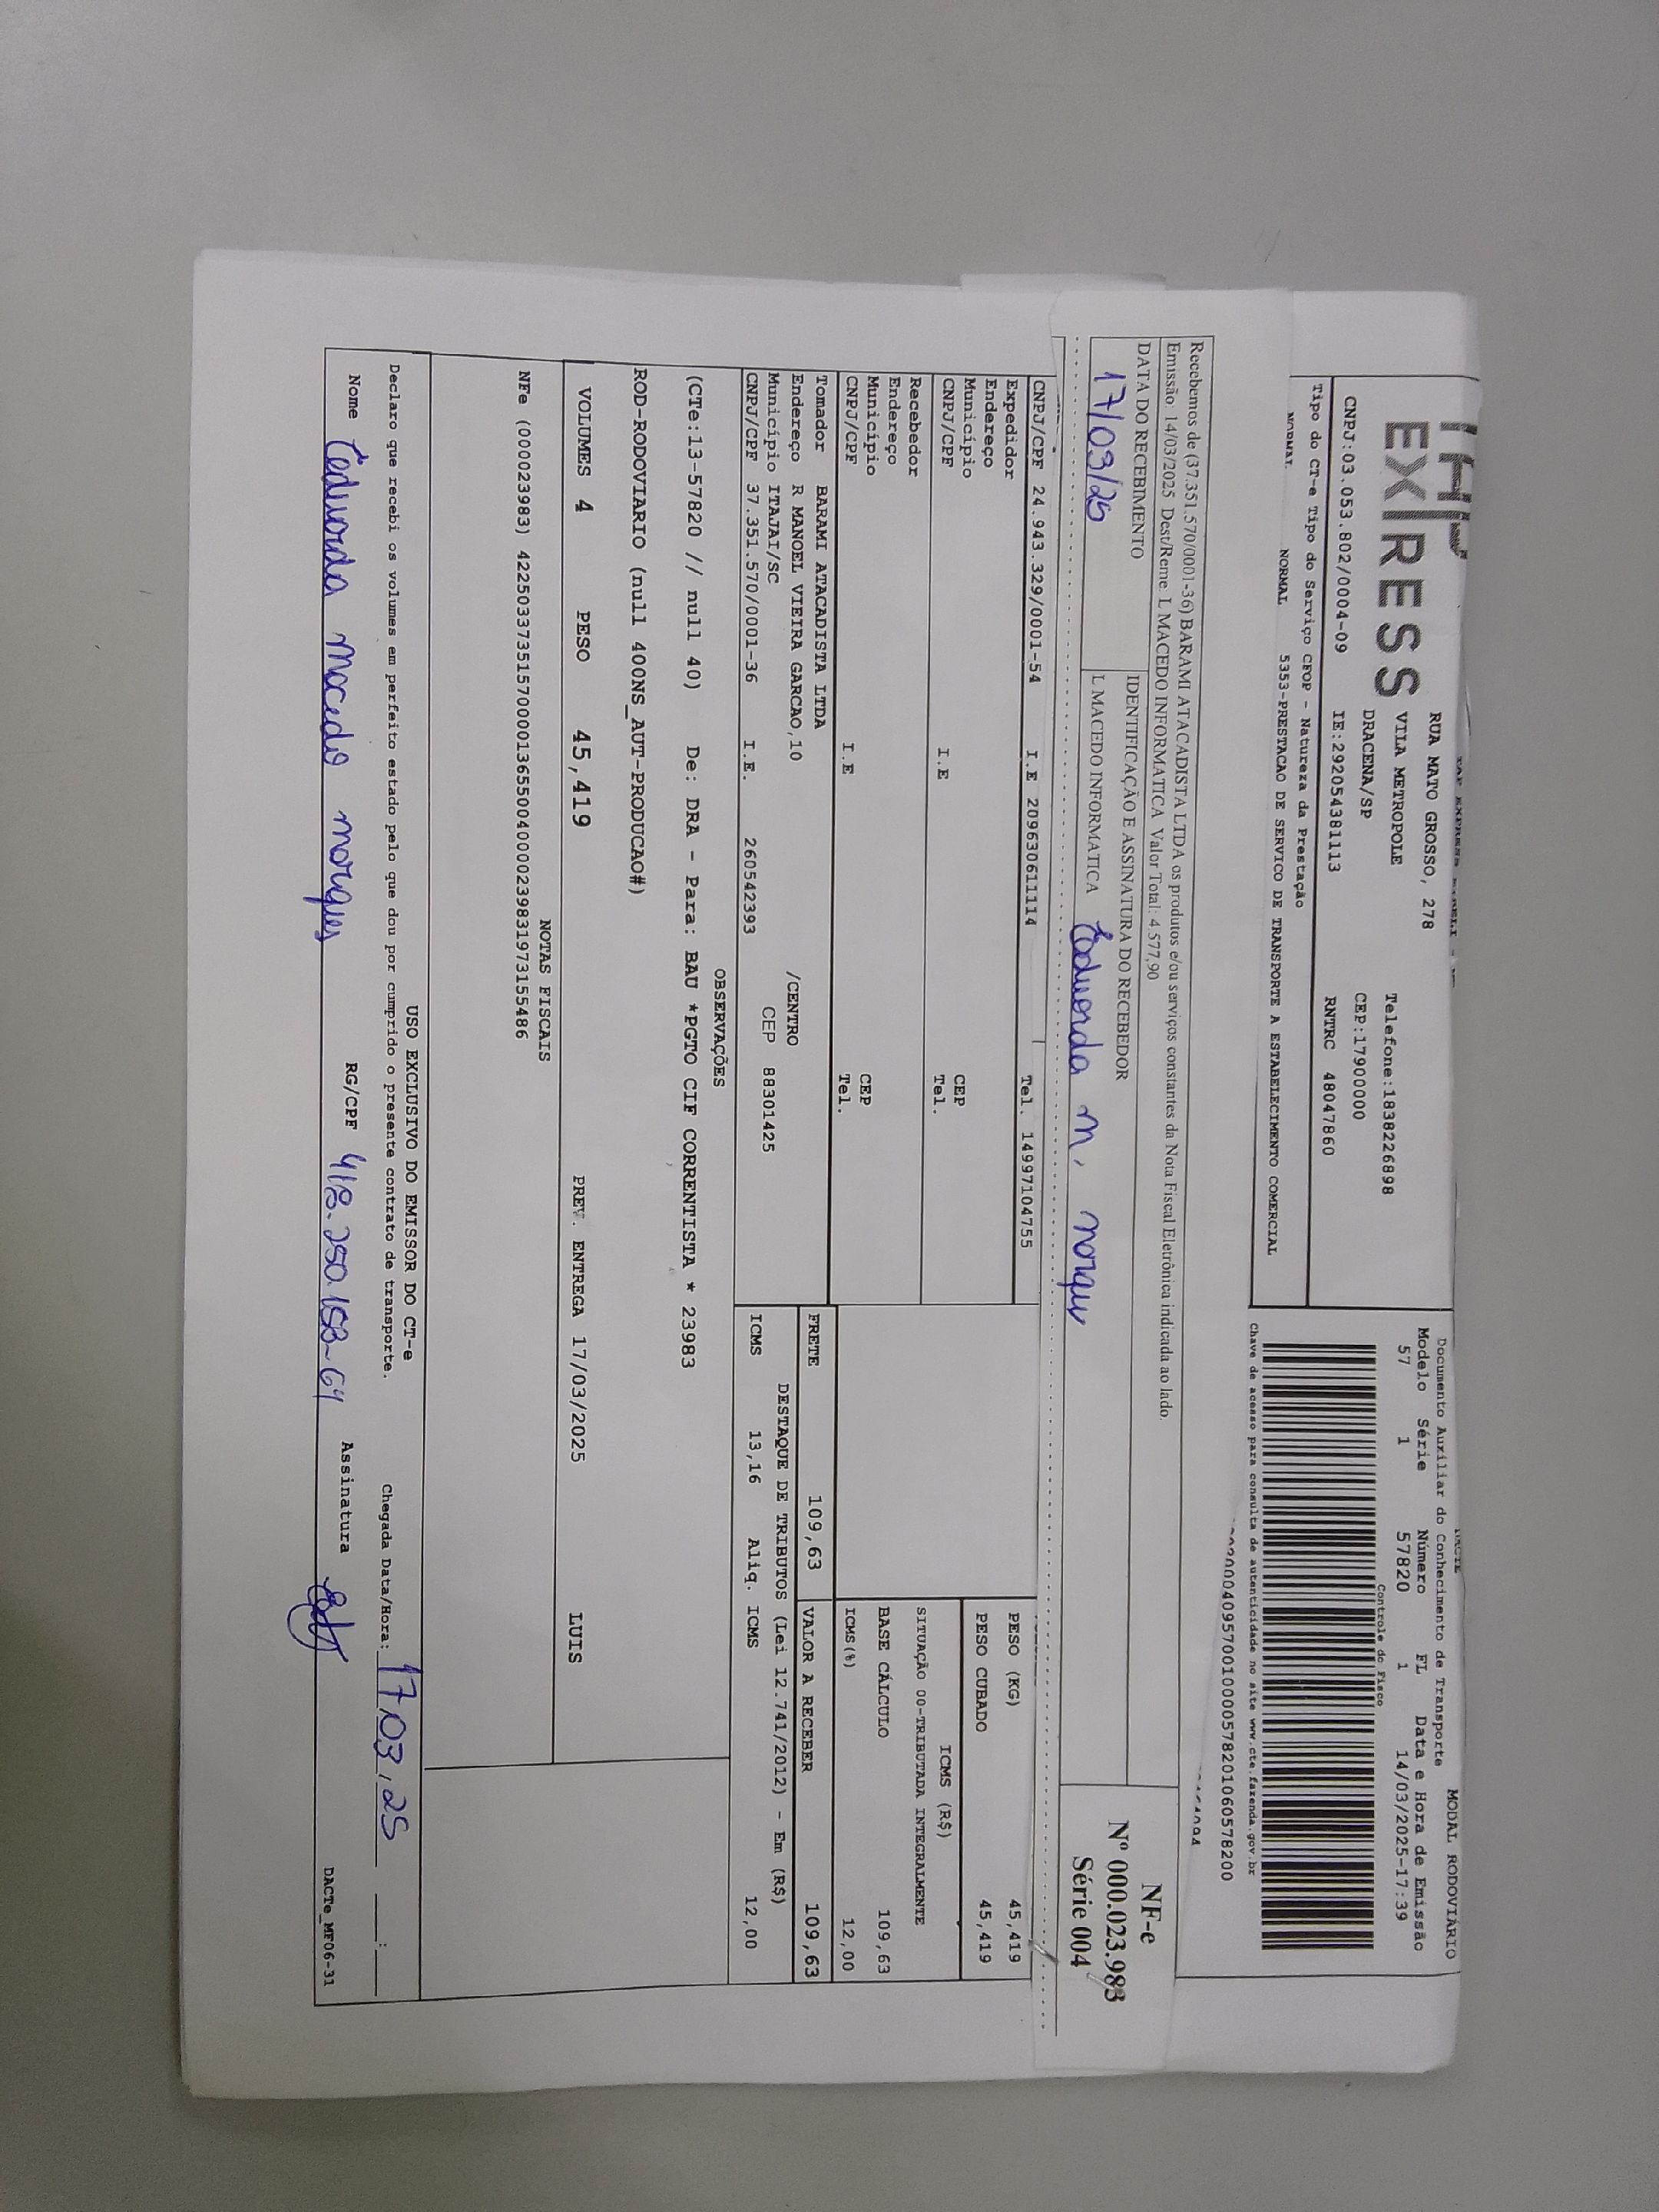 EXPRESS
RUA MATO GROSSO, 278
VILA METROPOLE
DRACENA/SP
Telefone:1838226898
CEP:17900000
CNPJ:03.053.802/0004-09 IE:292054381113 RNTRC 48047860
Tipo do CT-e Tipo do Serviço CFOP - Natureza da Prestação
NORMAL NORMAL 5353-PRESTACAO DE SERVICO DE TRANSPORTE A ESTABELECIMENTO COMERCIAL
DACTE MODAL RODOVIÁRIO
Documento Auxiliar do Conhecimento de Transporte
Modelo Série Número FL Data e Hora de Emissão
57 1 57820 1 14/03/2025-17:39
Controle do Fisco
Chave de acesso para consulta de autenticidade no site www.cte.fazenda.gov.br
Recebemos de (37.351.570/0001-36) BARAMI ATACADISTA LTDA os produtos e/ou serviços constantes da Nota Fiscal Eletrônica indicada ao lado.
Emissão: 14/03/2025 Dest/Reme: L MACEDO INFORMATICA Valor Total: 4.577,90
DATA DO RECEBIMENTO IDENTIFICAÇÃO E ASSINATURA DO RECEBEDOR
17/03/25 L MACEDO INFORMATICA Eduarda M. Marques
NF-e
Nº 000.023.983
Série 004
CNPJ/CPF 24.943.329/0001-54 I.E 209630611114 Tel. 14997104755
Expedidor
Endereço
Município CEP
CNPJ/CPF I.E Tel.
Recebedor
Endereço
Município CEP
CNPJ/CPF I.E Tel.
PESO (KG) 45,419
PESO CUBADO 45,419
ICMS (R$)
SITUAÇÃO 00-TRIBUTADA INTEGRALMENTE
BASE CÁLCULO 109,63
ICMS(%) 12,00
Tomador BARAMI ATACADISTA LTDA
Endereço R MANOEL VIEIRA GARCAO,10 /CENTRO
Município ITAJAI/SC CEP 88301425
CNPJ/CPF 37.351.570/0001-36 I.E. 260542393
FRETE 109,63 VALOR A RECEBER 109,63
DESTAQUE DE TRIBUTOS (Lei 12.741/2012) - Em (R$)
ICMS 13,16 Aliq. ICMS 12,00
OBSERVAÇÕES
(CTe:13-57820 // null 40) De: DRA - Para: BAU *PGTO CIF CORRENTISTA * 23983
ROD-RODOVIARIO (null 400NS_AUT-PRODUCAO#)
VOLUMES 4 PESO 45,419 PREV. ENTREGA 17/03/2025 LUIS
NOTAS FISCAIS
NFe (000023983) 42250337351570000136550040000239831973155486
USO EXCLUSIVO DO EMISSOR DO CT-e
Declaro que recebi os volumes em perfeito estado pelo que dou por cumprido o presente contrato de transporte. Chegada Data/Hora: 17,03,25 __:__
Nome Eduarda Macedo Marques RG/CPF 418.250.158-64 Assinatura
DACTe_MF06-31